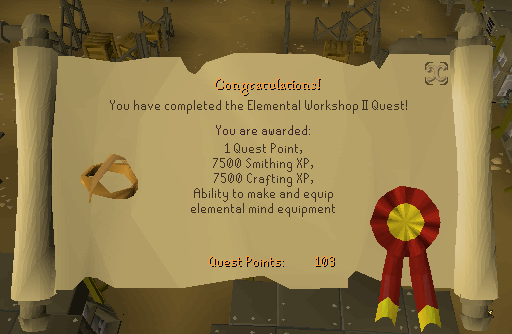 Congratulations!
You have completed the Elemental Workshop II Quest!
You are awarded:
1 Quest Point,
7500 Smithing XP,
7500 Crafting XP,
Ability to make and equip
elemental mind equipment
Quest Points: 103